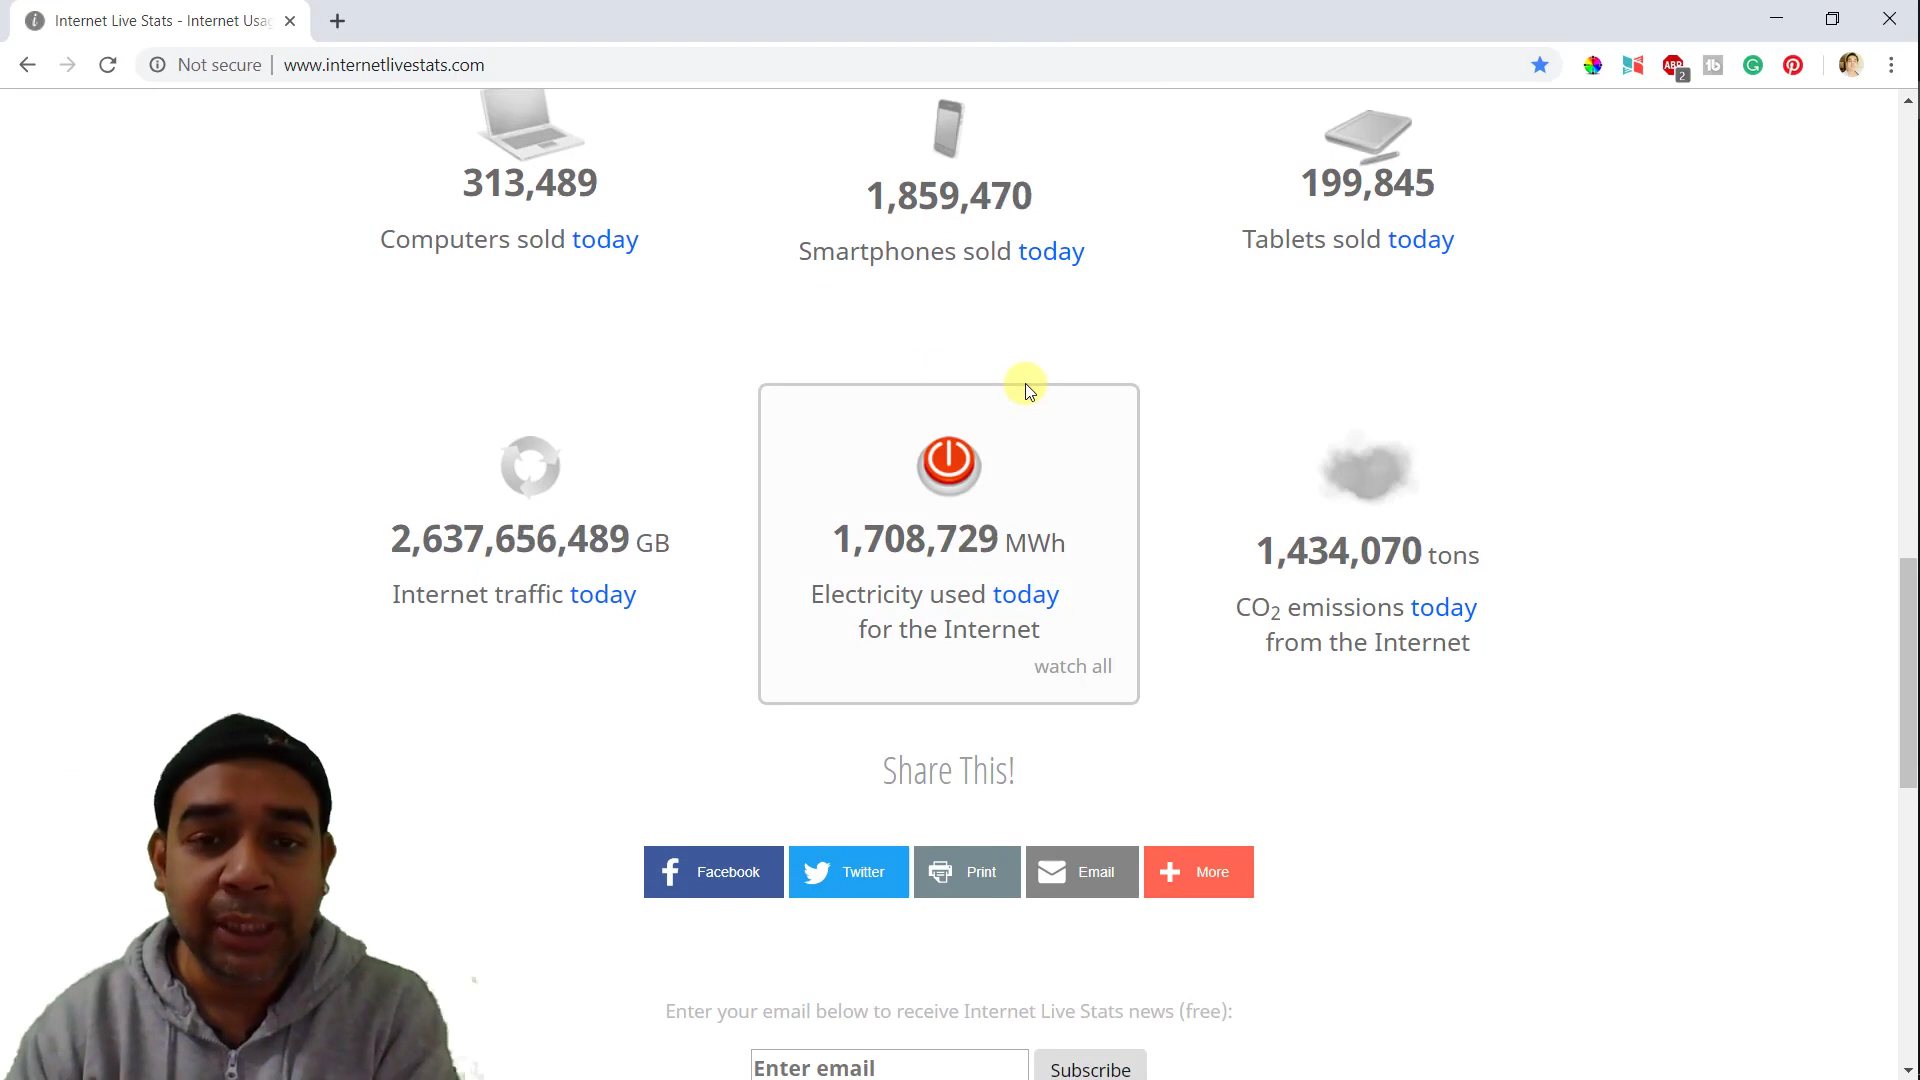 Internet Live Stats - Internet Usag
Not secure
www.internetlivestats.com
ABP
2
tb
313,489
Computers sold today
1,859,470
Smartphones sold today
199,845
Tablets sold today
2,637,656,489 GB
Internet traffic today
1,708,729 MWh
Electricity used today
for the Internet
watch all
1,434,070 tons
CO2 emissions today
from the Internet
Share This!
Facebook
Twitter
Print
Email
More
Enter your email below to receive Internet Live Stats news (free):
Enter email
Subscribe